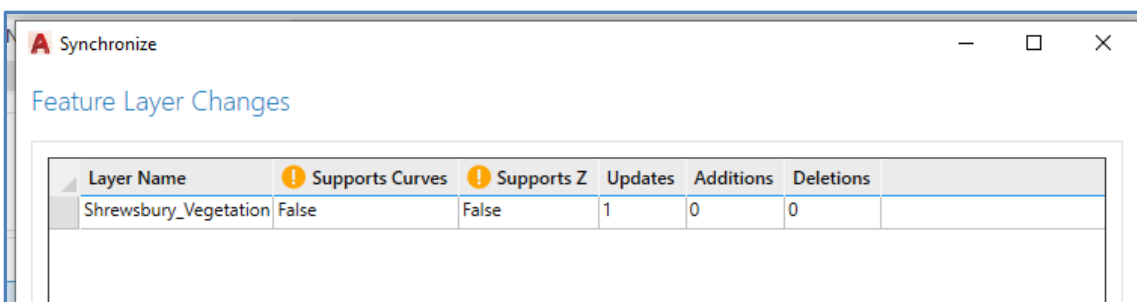 Synchronize
Feature Layer Changes
Layer Name Supports Curves Supports Z Updates Additions Deletions
Shrewsbury_Vegetation False False 1 0 0